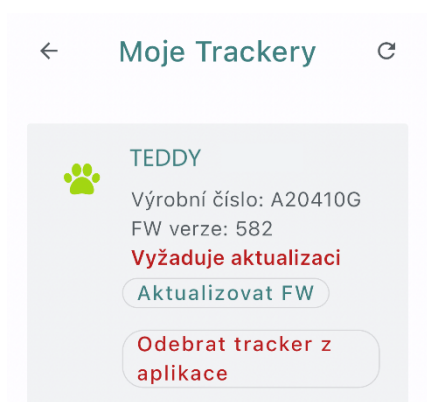 Moje Trackery
TEDDY
Výrobní číslo: A20410G
FW verze: 582
Vyžaduje aktualizaci
Aktualizovat FW
Odebrat tracker z
aplikace